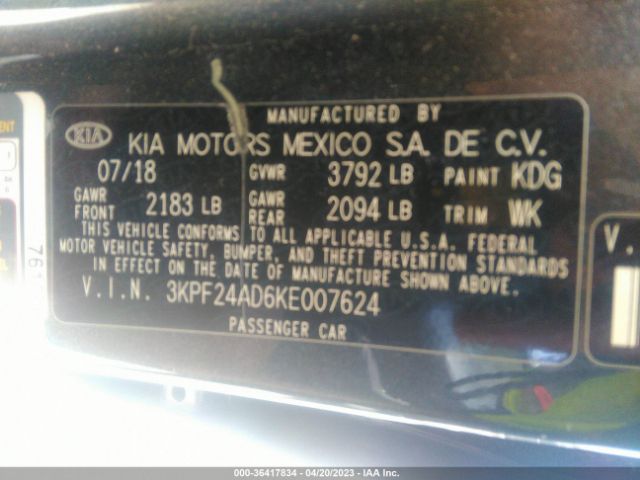 MANUFACTURED BY
KIA KIA MOTORS MEXICO S.A. DE C.V.
07/18 GVWR 3792 LB PAINT KDG
GAWR FRONT 2183 LB GAWR REAR 2094 LB TRIM WK
THIS VEHICLE CONFORMS TO ALL APPLICABLE U.S.A. FEDERAL
MOTOR VEHICLE SAFETY, BUMPER, AND THEFT PREVENTION STANDARDS
IN EFFECT ON THE DATE OF MANUFACTURE SHOWN ABOVE.
V.I.N. 3KPF24AD6KE007624
PASSENGER CAR
V.
761
000-36417834 - 04/20/2023 - IAA Inc.